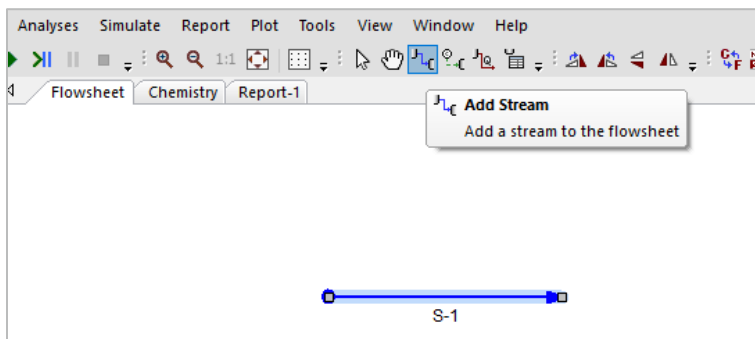 Analyses Simulate Report Plot Tools View Window Help
1:1
Flowsheet Chemistry Report-1
Add Stream
Add a stream to the flowsheet
S-1